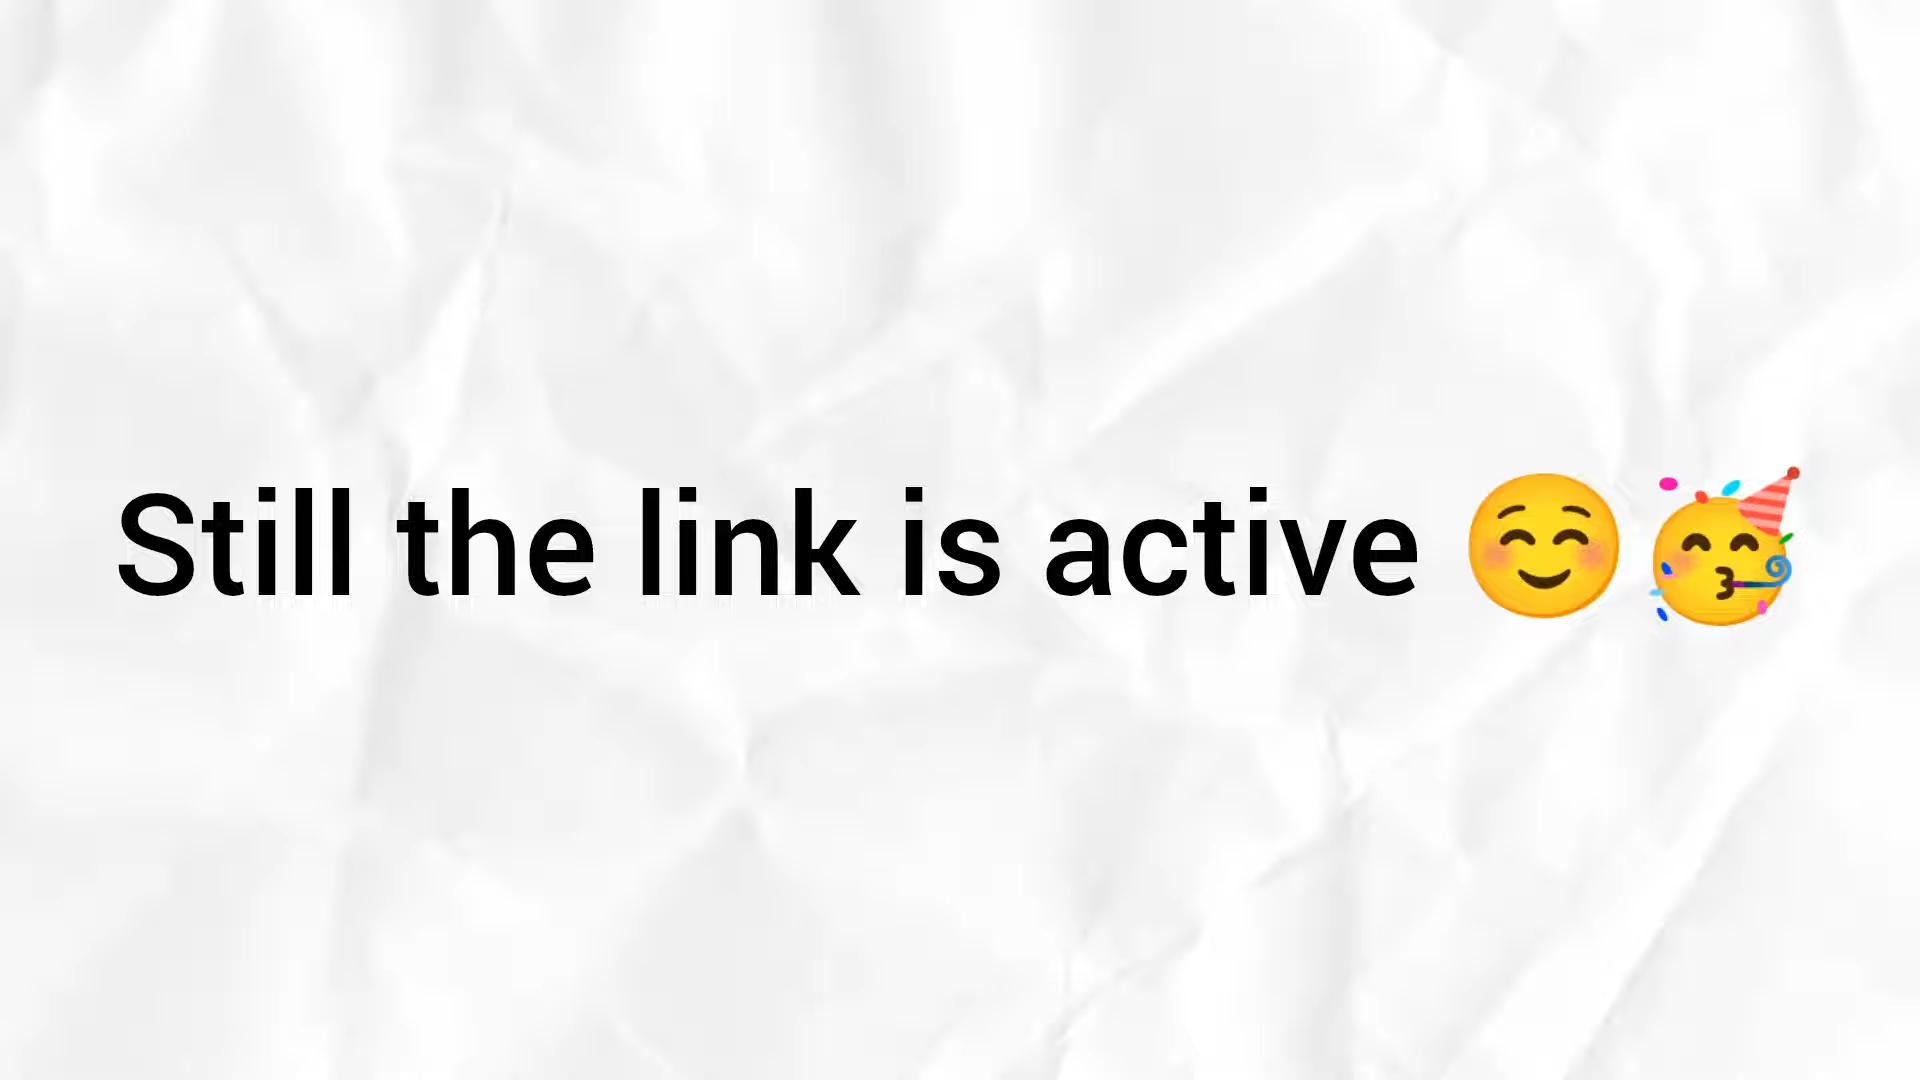 Still the link is active ☺️🥳